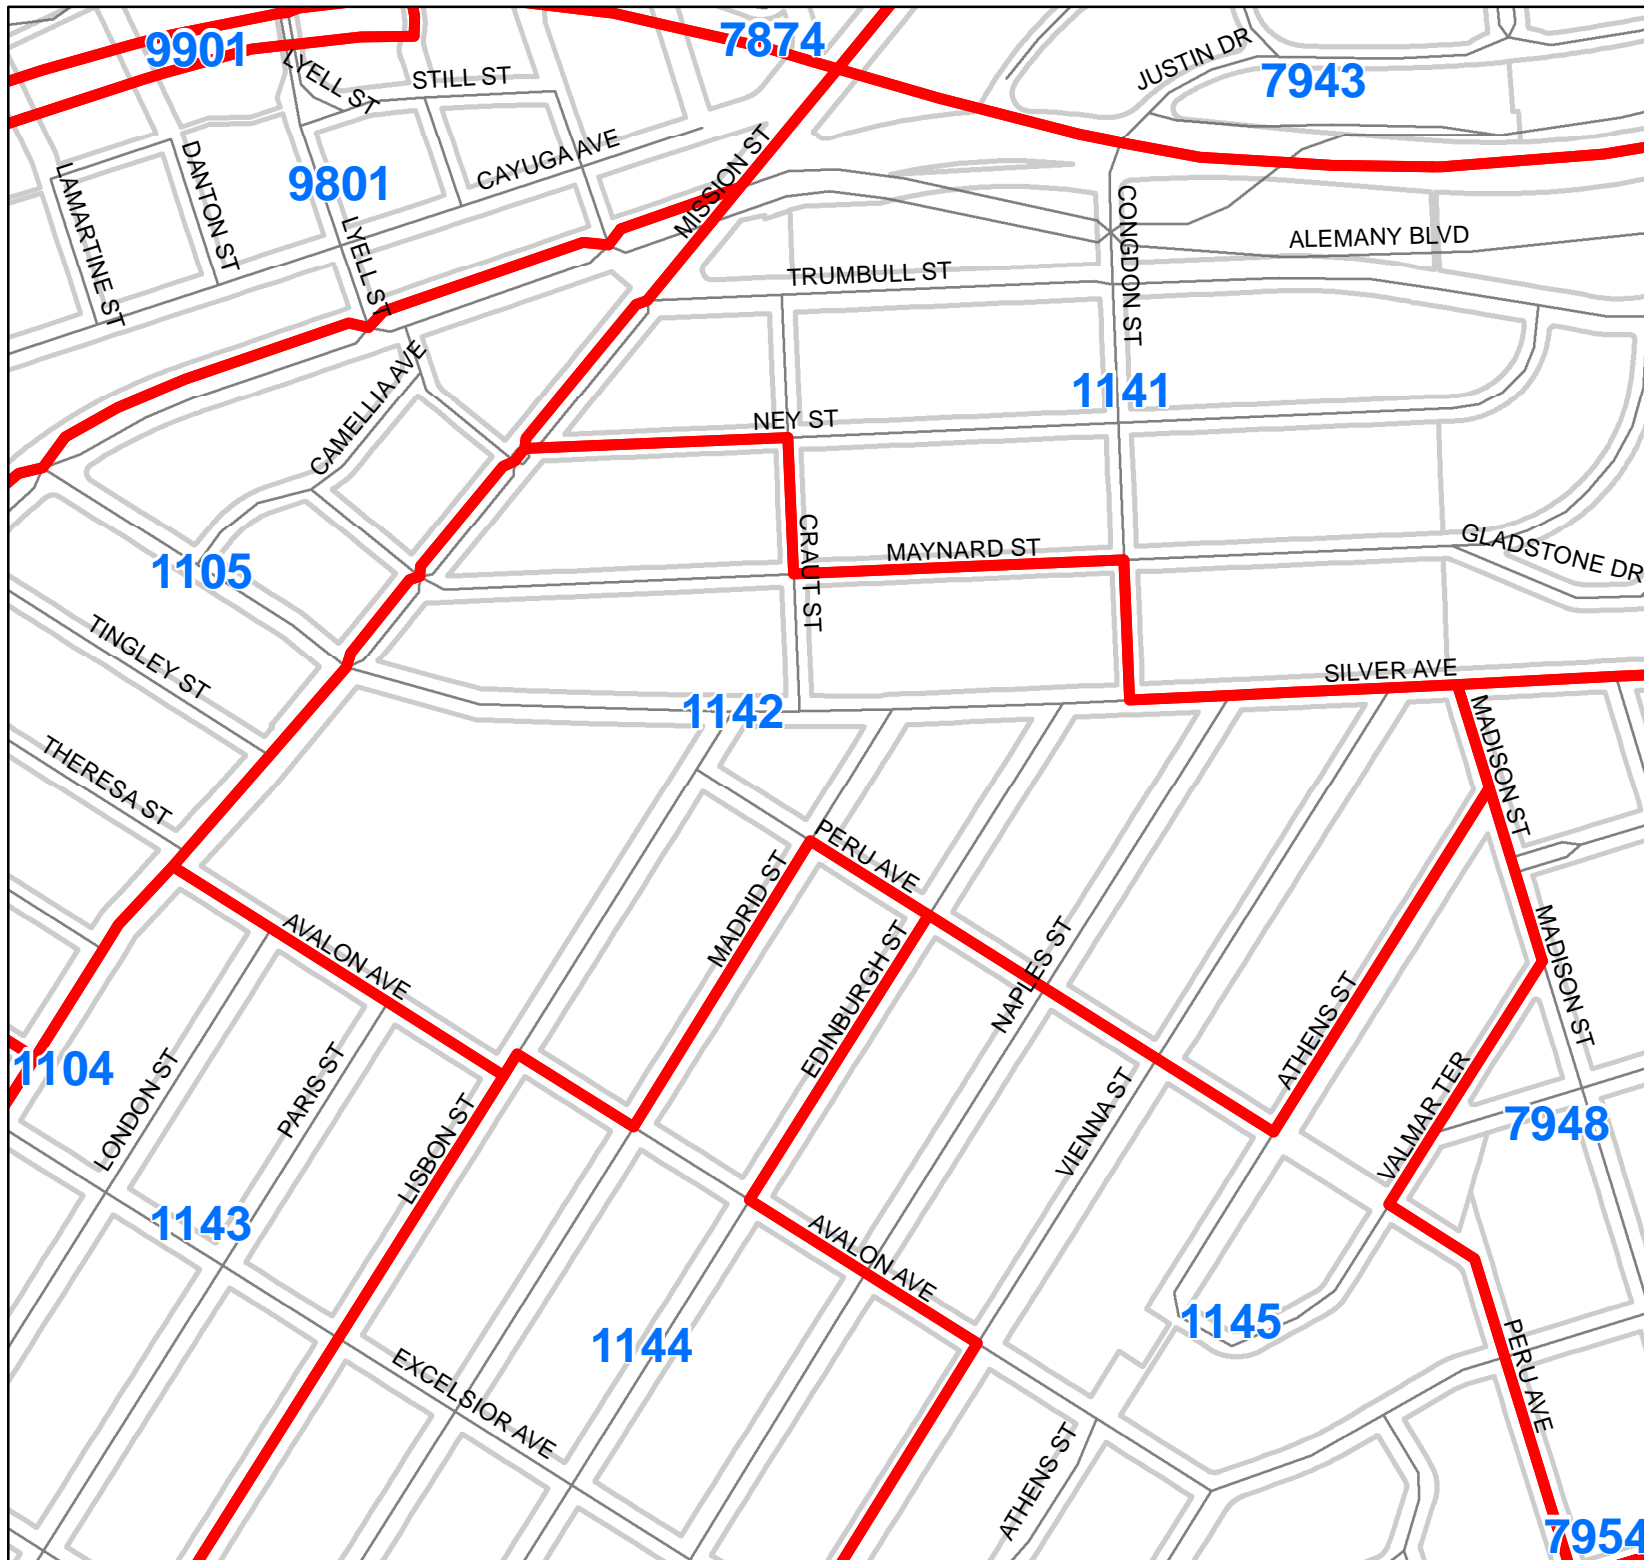 9901
7874
JUSTIN DR
7943
LYELL ST
STILL ST
MISSION ST
CAYUGA AVE
DANTON ST
LAMARTINE ST
9801
LYELL ST
CONGDON ST
ALEMANY BLVD
TRUMBULL ST
CAMELLIA AVE
1141
NEY ST
CRAUT ST
MAYNARD ST
GLADSTONE DR
1105
TINGLEY ST
SILVER AVE
1142
MADISON ST
THERESA ST
PERU AVE
MADRID ST
AVALON AVE
EDINBURGH ST
NAPLES ST
MADISON ST
ATHENS ST
1104
LONDON ST
PARIS ST
LISBON ST
VIENNA ST
VALMAR TER
7948
1143
AVALON AVE
1145
1144
PERU AVE
EXCELSIOR AVE
ATHENS ST
7954